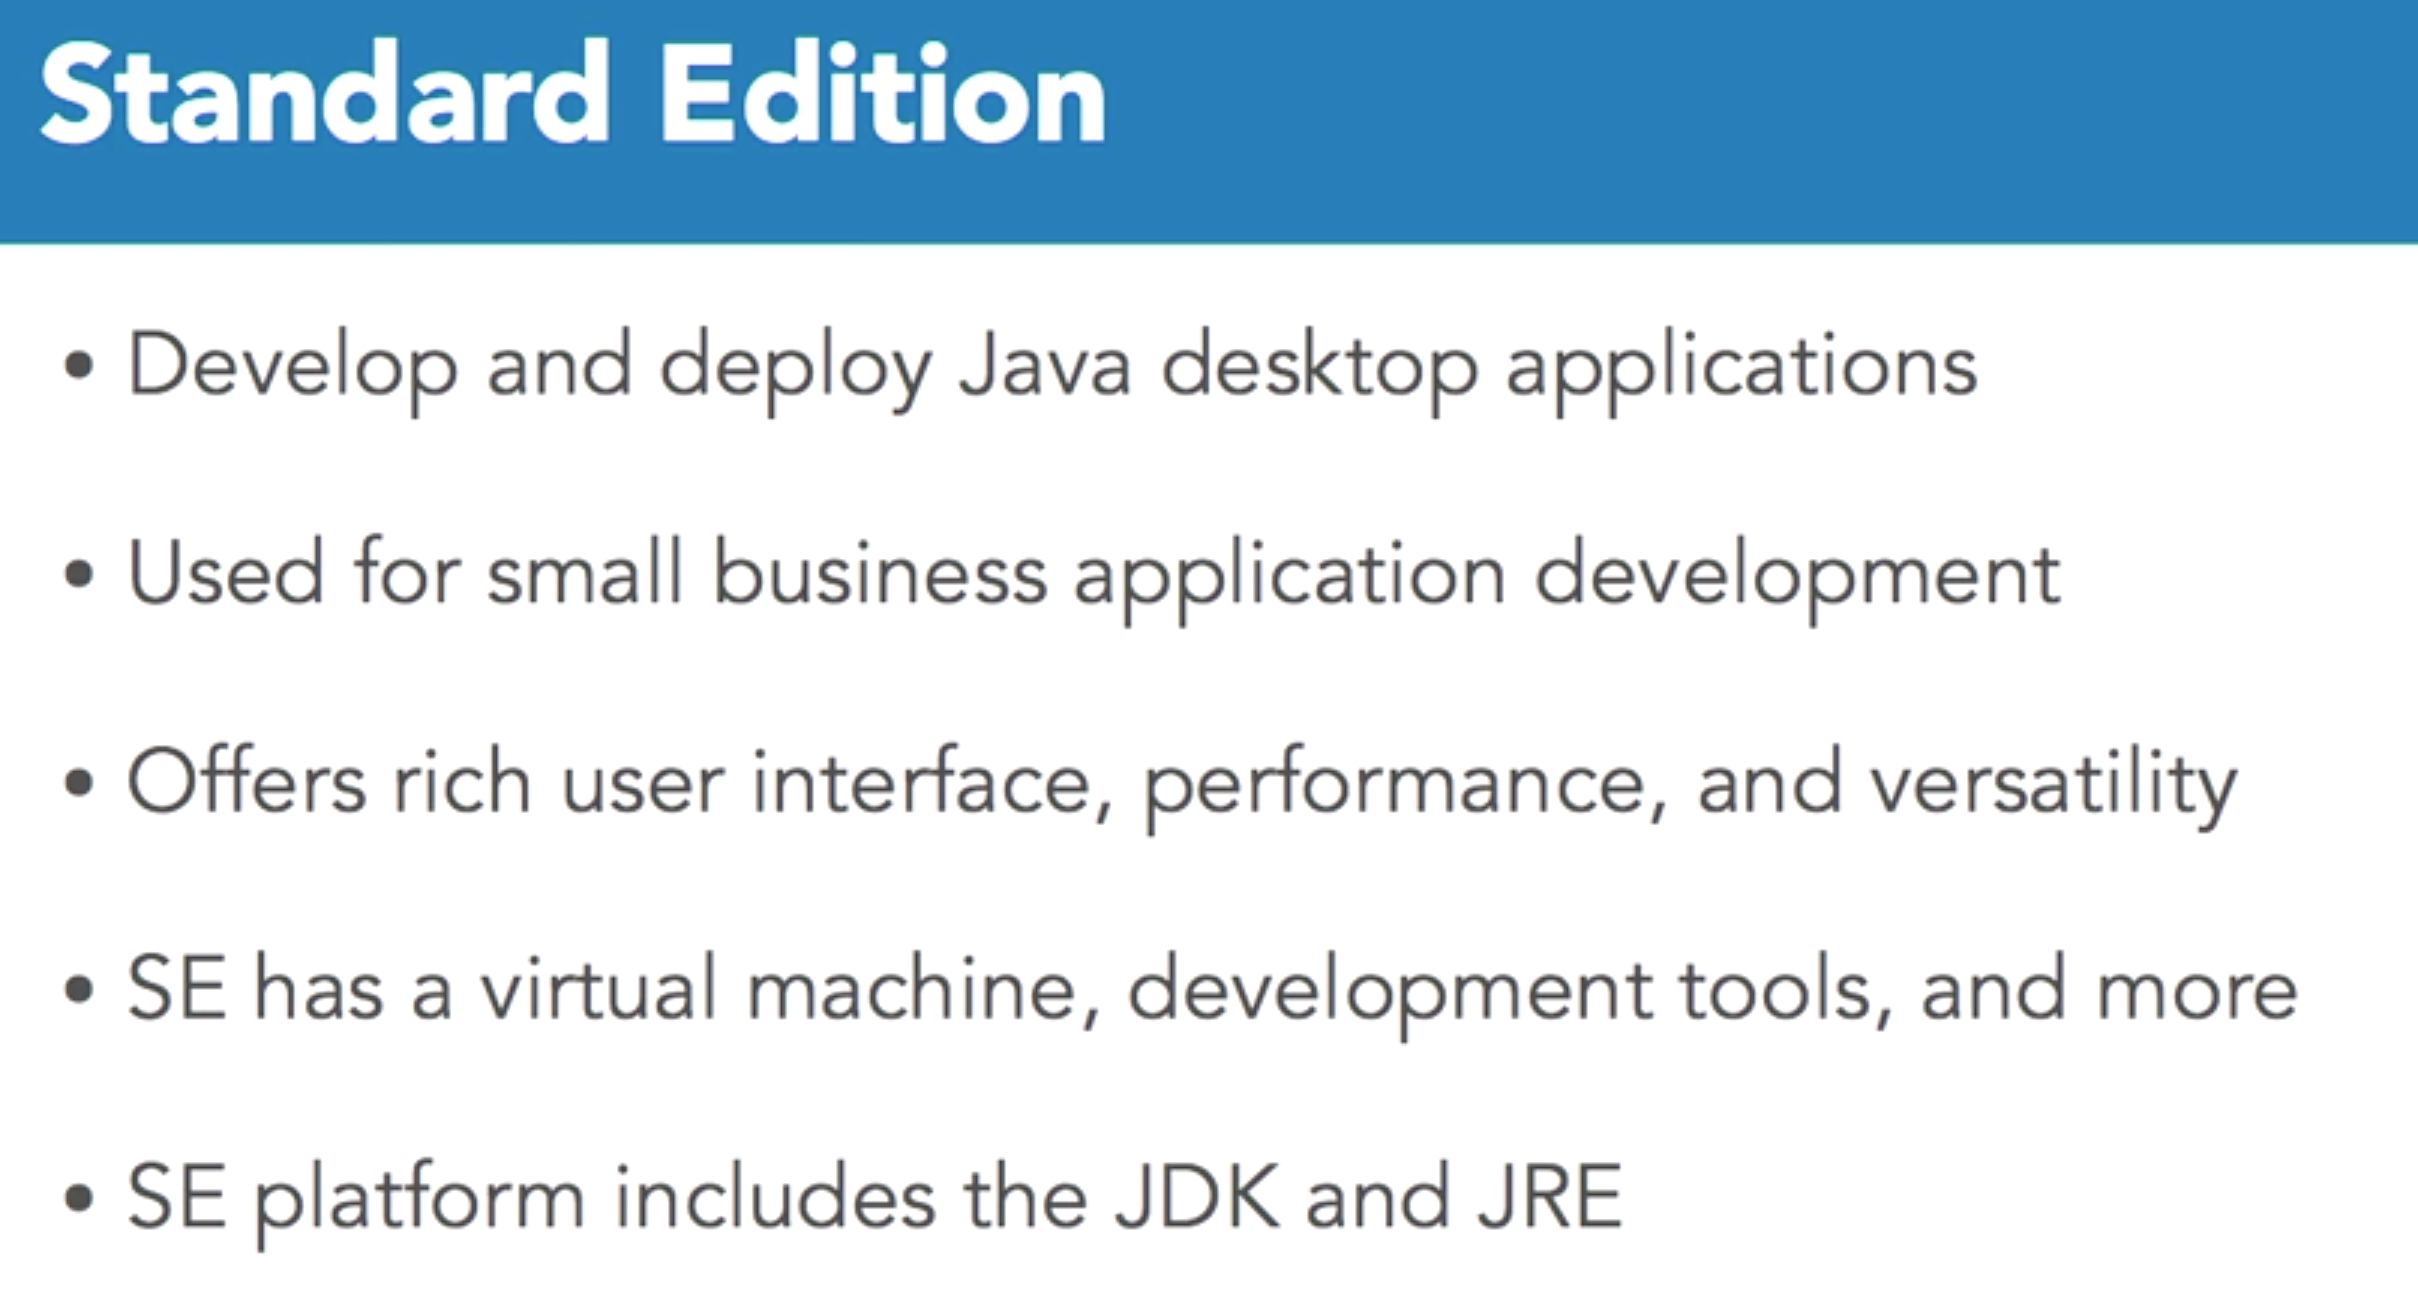 Standard Edition
• Develop and deploy Java desktop applications
• Used for small business application development
• Offers rich user interface, performance, and versatility
• SE has a virtual machine, development tools, and more
• SE platform includes the JDK and JRE